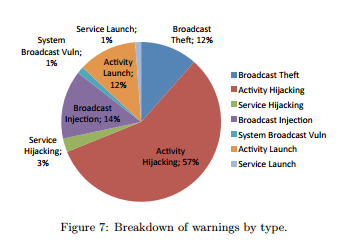 Service Launch;
1%
Broadcast
Theft; 12%
System
Broadcast Vuln;
1%
Activity
Launch;
12%
Broadcast
Injection; 14%
Service
Hijacking;
3%
Activity
Hijacking; 57%
Broadcast Theft
Activity Hijacking
Service Hijacking
Broadcast Injection
System Broadcast Vuln
Activity Launch
Service Launch
Figure 7: Breakdown of warnings by type.